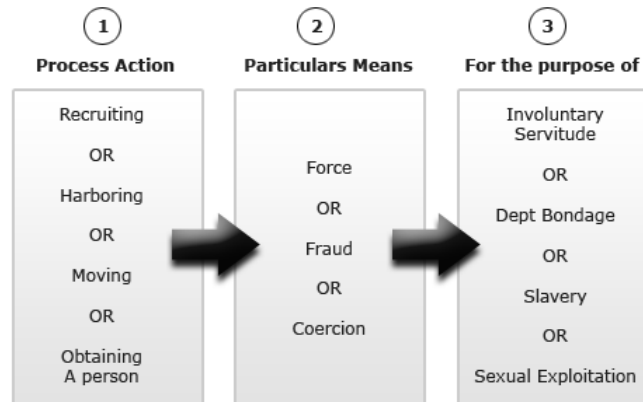 1
Process Action
Recruiting
OR
Harboring
OR
Moving
OR
Obtaining
A person
2
Particulars Means
Force
OR
Fraud
OR
Coercion
3
For the purpose of
Involuntary
Servitude
OR
Dept Bondage
OR
Slavery
OR
Sexual Exploitation